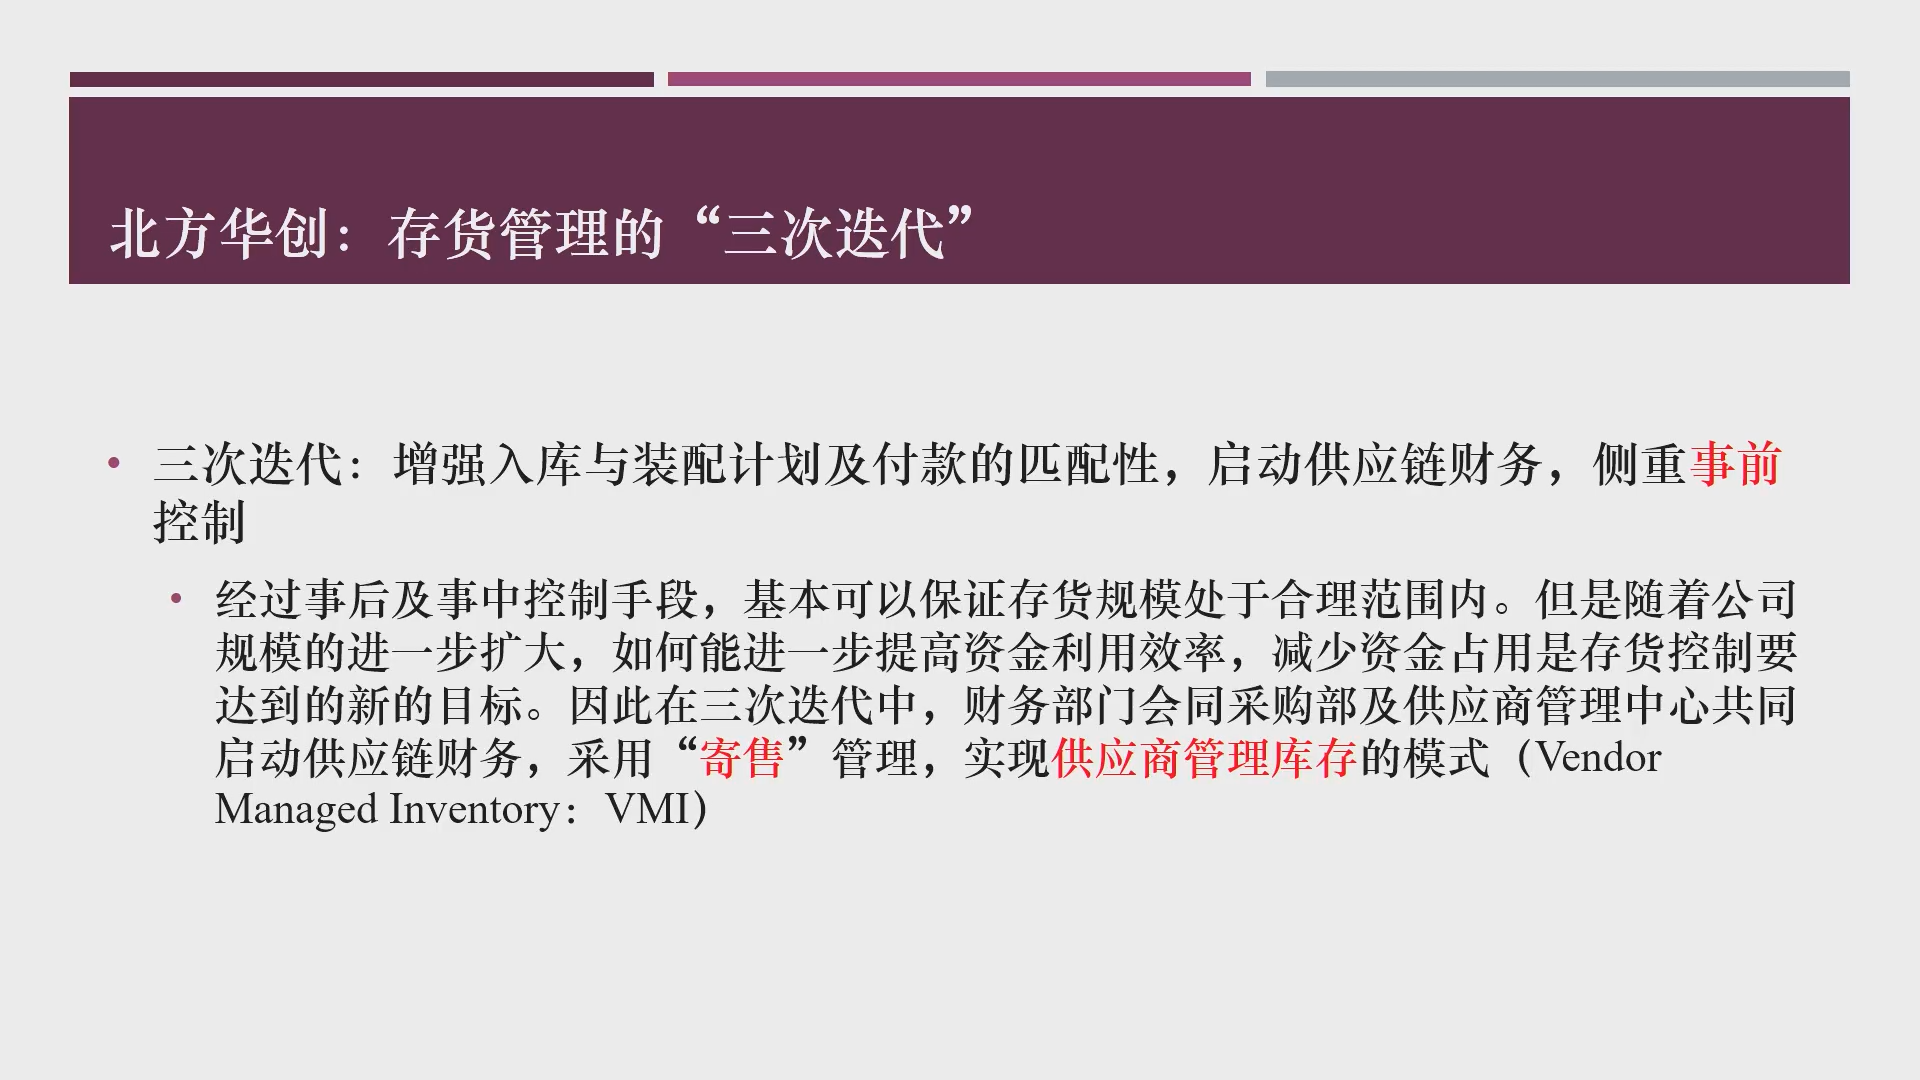 北方华创：存货管理的“三次迭代”
三次迭代：增强入库与装配计划及付款的匹配性，启动供应链财务，侧重事前
控制
经过事后及事中控制手段，基本可以保证存货规模处于合理范围内。但是随着公司
规模的进一步扩大，如何能进一步提高资金利用效率，减少资金占用是存货控制要
达到的新的目标。因此在三次迭代中，财务部门会同采购部及供应商管理中心共同
启动供应链财务，采用“寄售”管理，实现供应商管理库存的模式（Vendor
Managed Inventory：VMI）